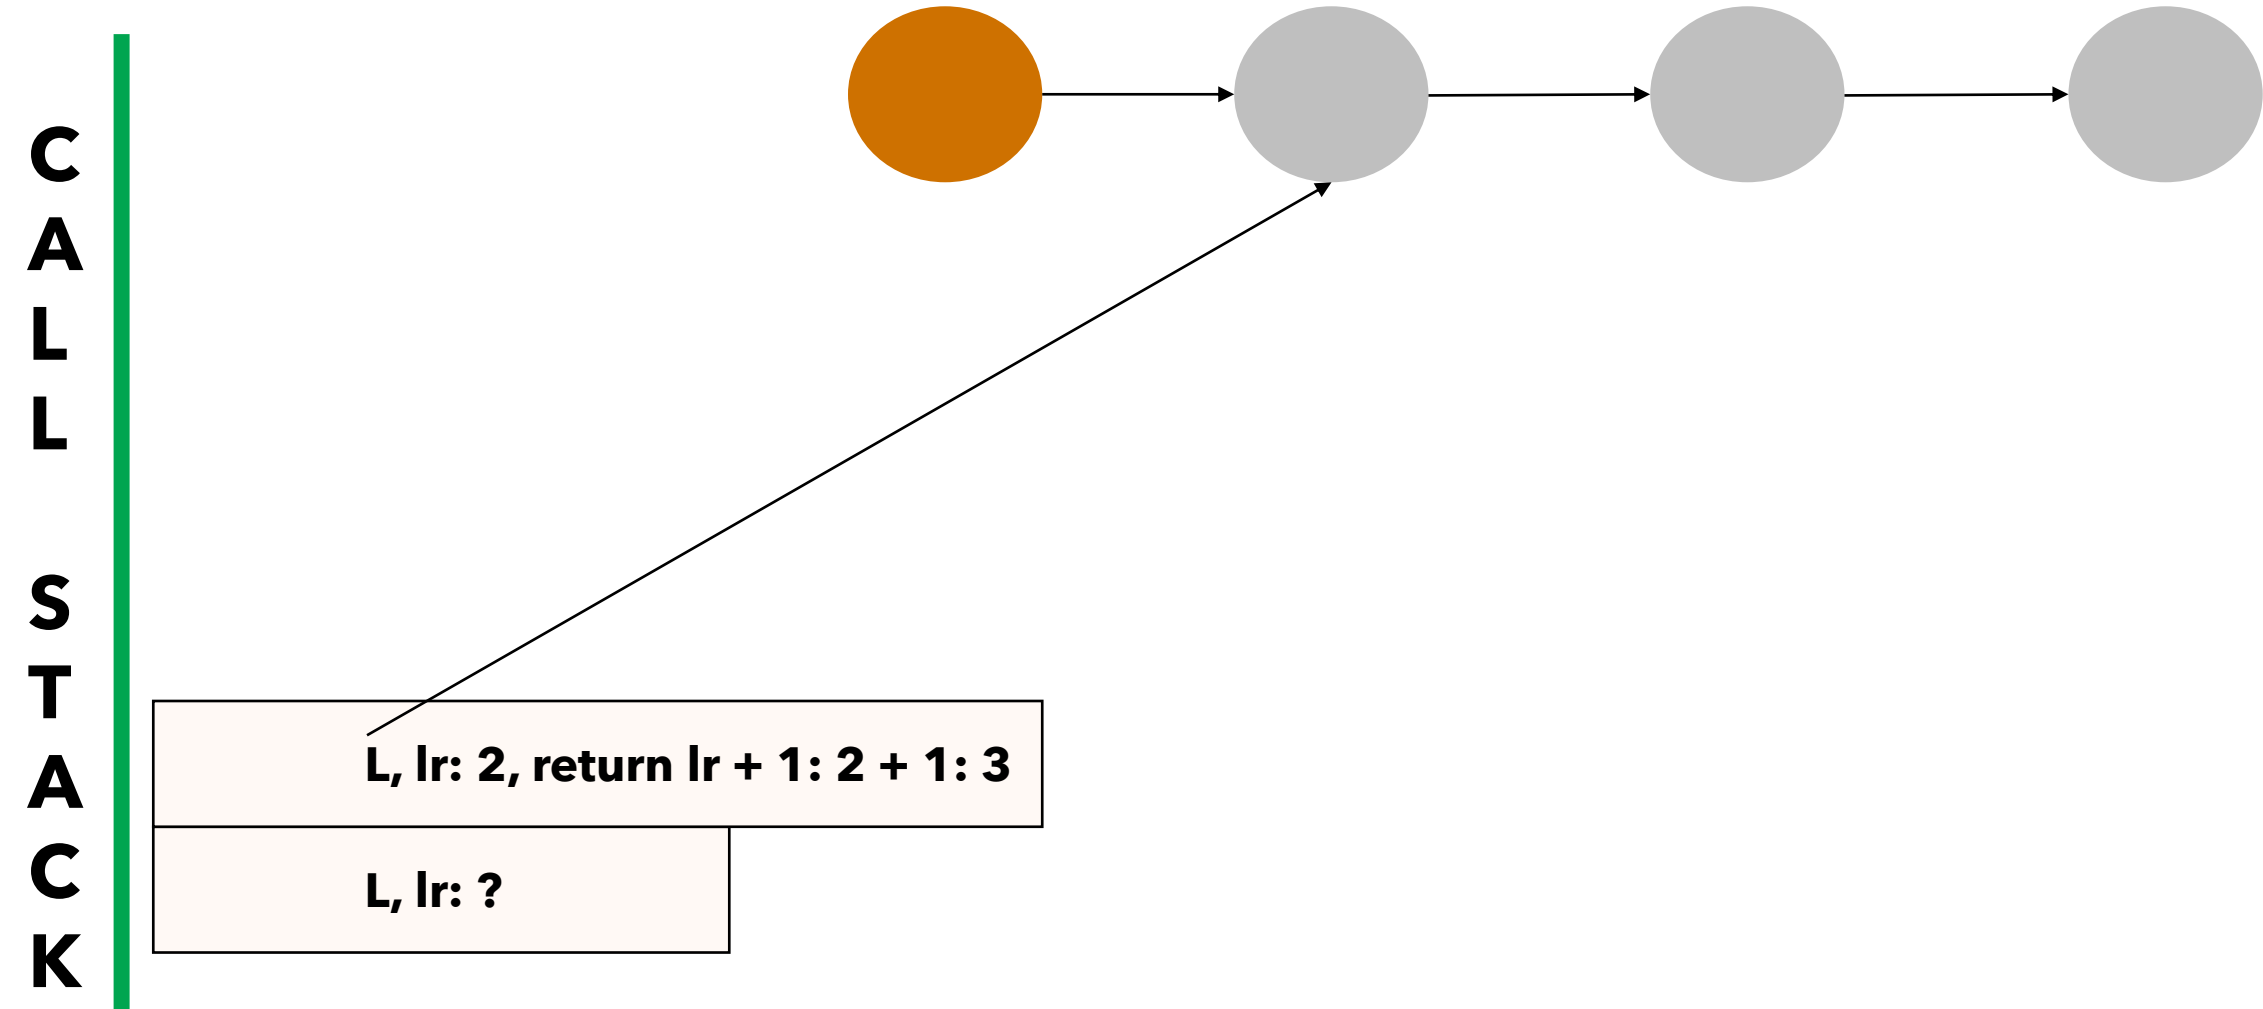 C
A
L
L
S
T
A
C
K
L, lr: 2, return lr + 1: 2 + 1: 3
L, lr: ?